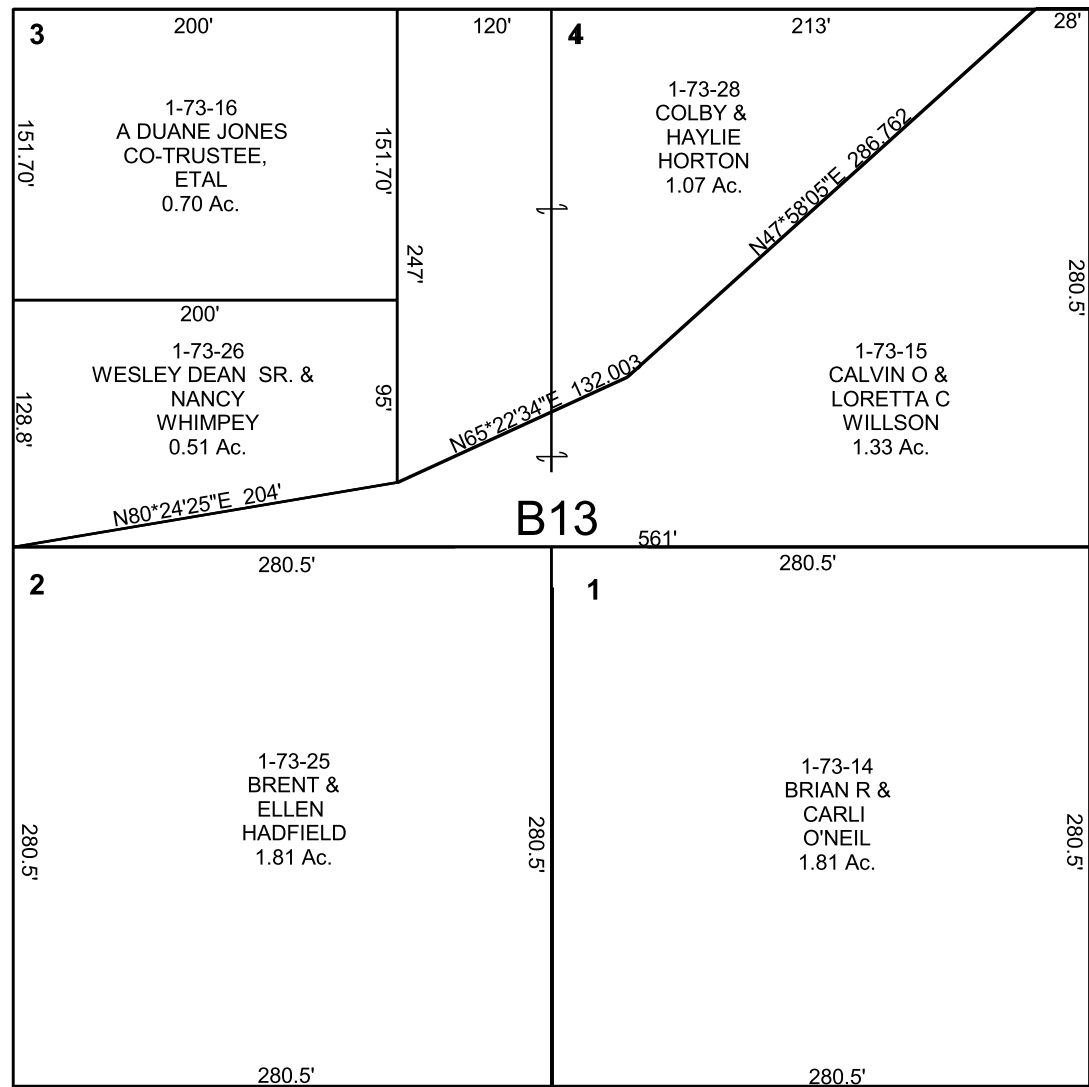 3
200'
120'
4
213'
28'
1-73-16
A DUANE JONES
CO-TRUSTEE,
ETAL
0.70 Ac.
151.70'
151.70'
1-73-28
COLBY &
HAYLIE
HORTON
1.07 Ac.
N47*58'05"E 286.762
247'
280.5'
200'
1-73-26
WESLEY DEAN SR. &
NANCY
WHIMPEY
0.51 Ac.
128.8'
95'
N65*22'34"E 132.003
1-73-15
CALVIN O &
LORETTA C
WILLSON
1.33 Ac.
N80*24'25"E 204'
B13
561'
280.5'
280.5'
2
1
1-73-25
BRENT &
ELLEN
HADFIELD
1.81 Ac.
280.5'
280.5'
1-73-14
BRIAN R &
CARLI
O'NEIL
1.81 Ac.
280.5'
280.5'
280.5'